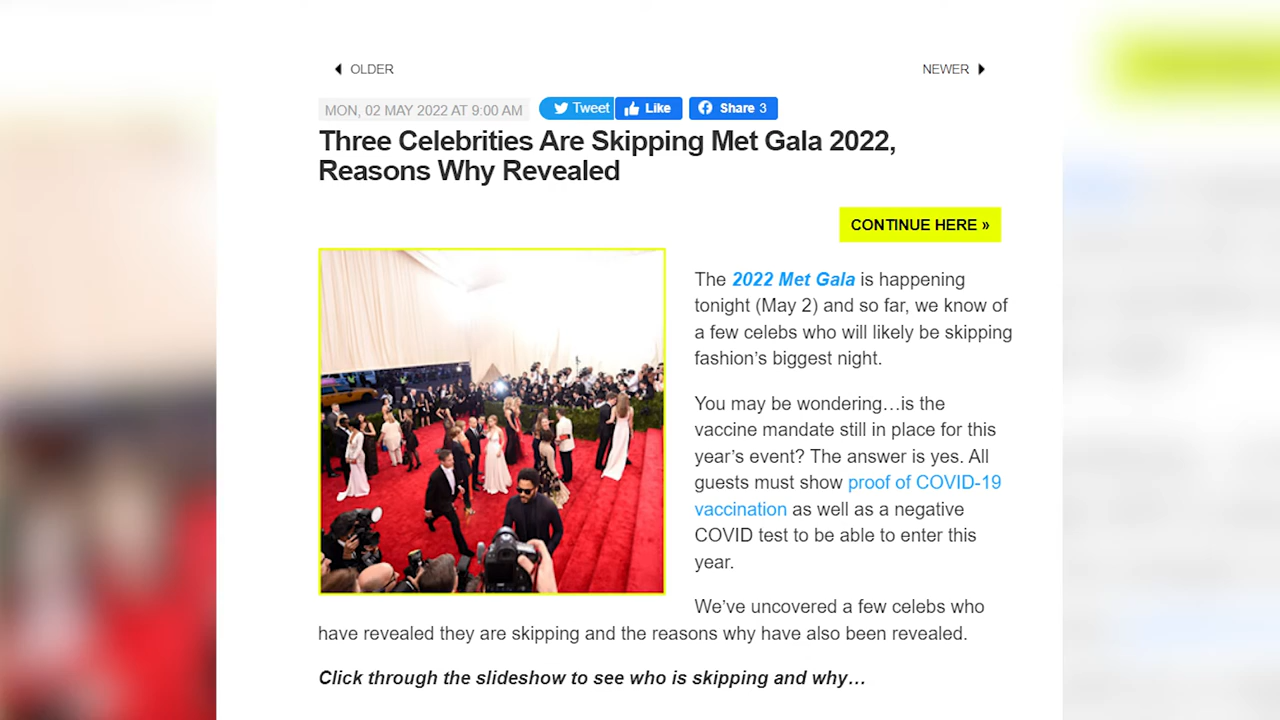 OLDER
NEWER
MON, 02 MAY 2022 AT 9:00 AM
Tweet
Like
Share 3
Three Celebrities Are Skipping Met Gala 2022,
Reasons Why Revealed
CONTINUE HERE »
The 2022 Met Gala is happening
tonight (May 2) and so far, we know of
a few celebs who will likely be skipping
fashion’s biggest night.
You may be wondering…is the
vaccine mandate still in place for this
year’s event? The answer is yes. All
guests must show proof of COVID-19
vaccination as well as a negative
COVID test to be able to enter this
year.
We’ve uncovered a few celebs who
have revealed they are skipping and the reasons why have also been revealed.
Click through the slideshow to see who is skipping and why…